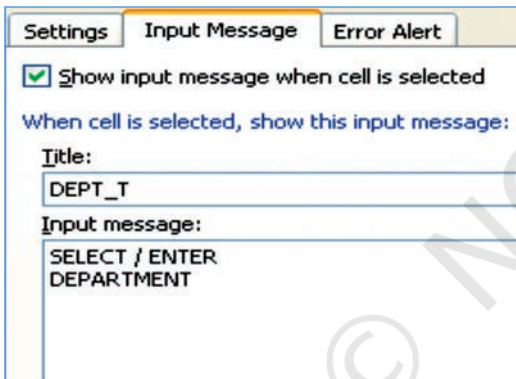 Settings
Input Message
Error Alert
Show input message when cell is selected
When cell is selected, show this input message:
Title:
DEPT_T
Input message:
SELECT / ENTER
DEPARTMENT
©